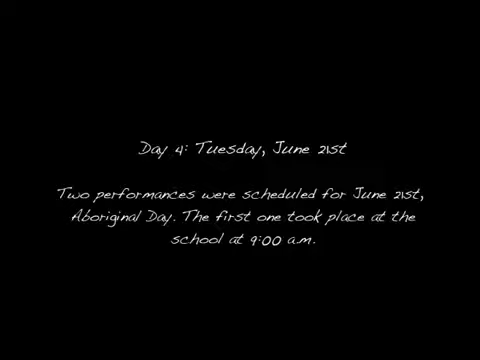 Day 4: Tuesday, June 21st
Two performances were scheduled for June 21st,
Aboriginal Day. The first one took place at the
school at 9:00 a.m.